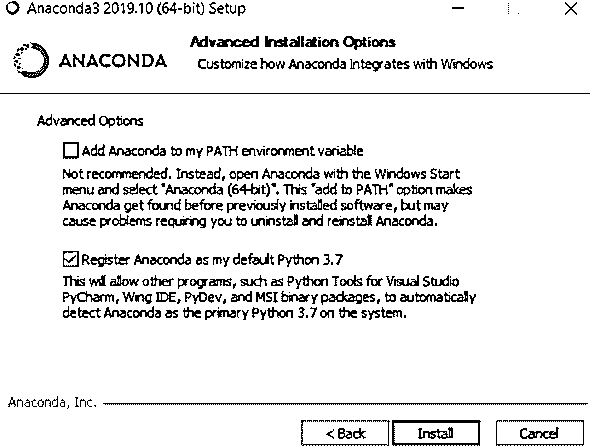 Anaconda3 2019.10 (64-bit) Setup
Advanced Installation Options
ANACONDA
Customize how Anaconda Integrates with Windows
Advanced Options
Add Anaconda to my PATH environment variable
Not recommended. Instead, open Anaconda with the Windows Start
menu and select "Anaconda (64-bit)". This "add to PATH" option makes
Anaconda get found before previously installed software, but may
cause problems requiring you to uninstall and reinstall Anaconda.
Register Anaconda as my default Python 3.7
This will allow other programs, such as Python Tools for Visual Studio
PyCharm, Wing IDE, PyDev, and MSI binary packages, to automatically
detect Anaconda as the primary Python 3.7 on the system.
Anaconda, Inc.
< Back Install Cancel